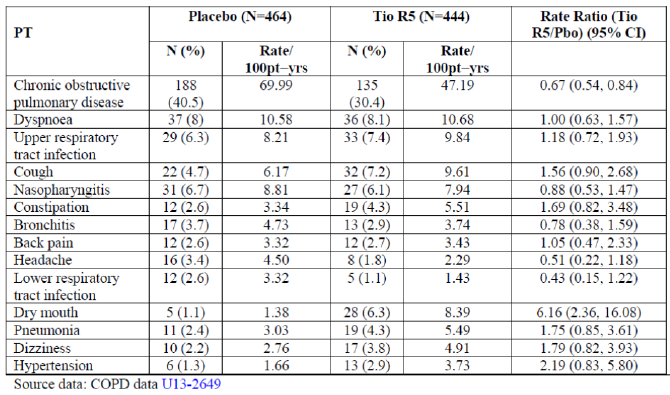 PT Placebo (N=464) Tio R5 (N=444) Rate Ratio (Tio R5/Pbo) (95% CI)
N (%) Rate/ 100pt−yrs N (%) Rate/ 100pt−yrs
Chronic obstructive pulmonary disease 188 (40.5) 69.99 135 (30.4) 47.19 0.67 (0.54, 0.84)
Dyspnoea 37 (8) 10.58 36 (8.1) 10.68 1.00 (0.63, 1.57)
Upper respiratory tract infection 29 (6.3) 8.21 33 (7.4) 9.84 1.18 (0.72, 1.93)
Cough 22 (4.7) 6.17 32 (7.2) 9.61 1.56 (0.90, 2.68)
Nasopharyngitis 31 (6.7) 8.81 27 (6.1) 7.94 0.88 (0.53, 1.47)
Constipation 12 (2.6) 3.34 19 (4.3) 5.51 1.69 (0.82, 3.48)
Bronchitis 17 (3.7) 4.73 13 (2.9) 3.74 0.78 (0.38, 1.59)
Back pain 12 (2.6) 3.32 12 (2.7) 3.43 1.05 (0.47, 2.33)
Headache 16 (3.4) 4.50 8 (1.8) 2.29 0.51 (0.22, 1.18)
Lower respiratory tract infection 12 (2.6) 3.32 5 (1.1) 1.43 0.43 (0.15, 1.22)
Dry mouth 5 (1.1) 1.38 28 (6.3) 8.39 6.16 (2.36, 16.08)
Pneumonia 11 (2.4) 3.03 19 (4.3) 5.49 1.75 (0.85, 3.61)
Dizziness 10 (2.2) 2.76 17 (3.8) 4.91 1.79 (0.82, 3.93)
Hypertension 6 (1.3) 1.66 13 (2.9) 3.73 2.19 (0.83, 5.80)
Source data: COPD data U13-2649